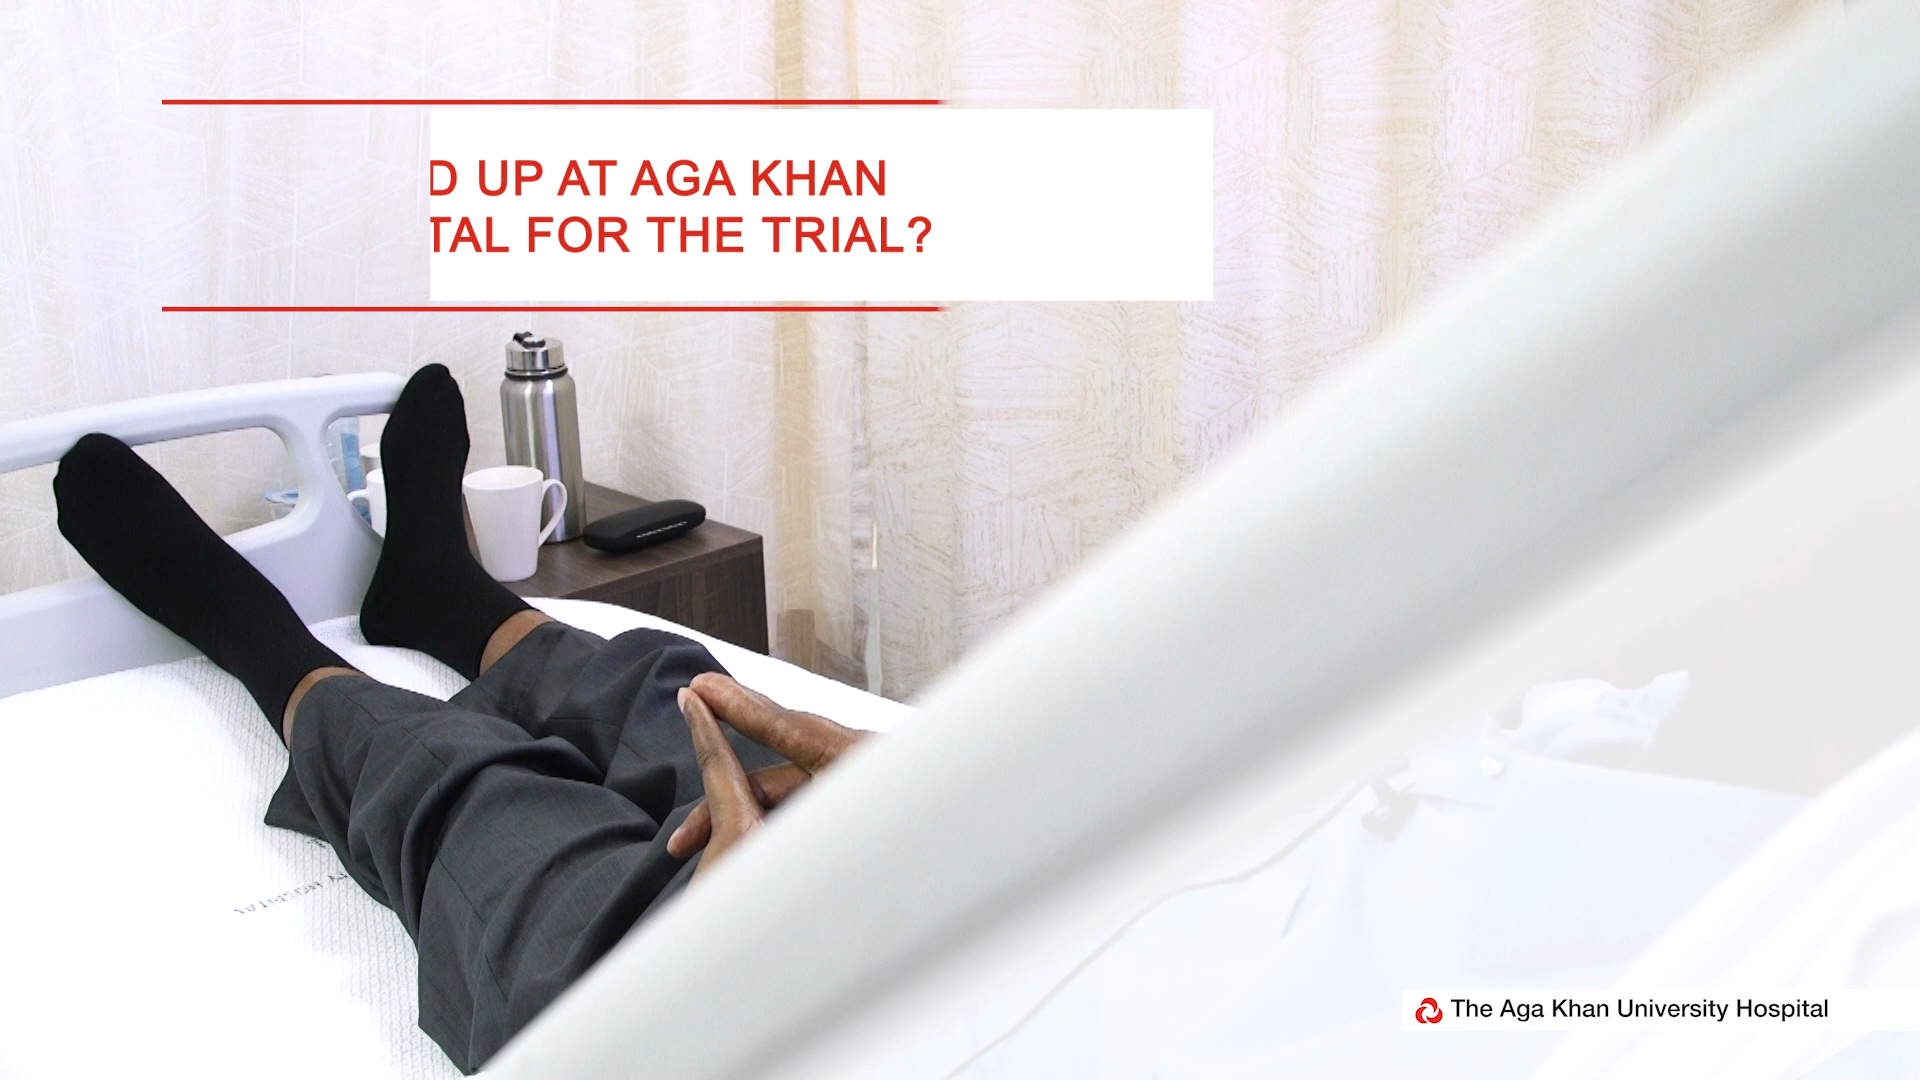 D UP AT AGA KHAN
TAL FOR THE TRIAL?
The Aga Khan University Hospital